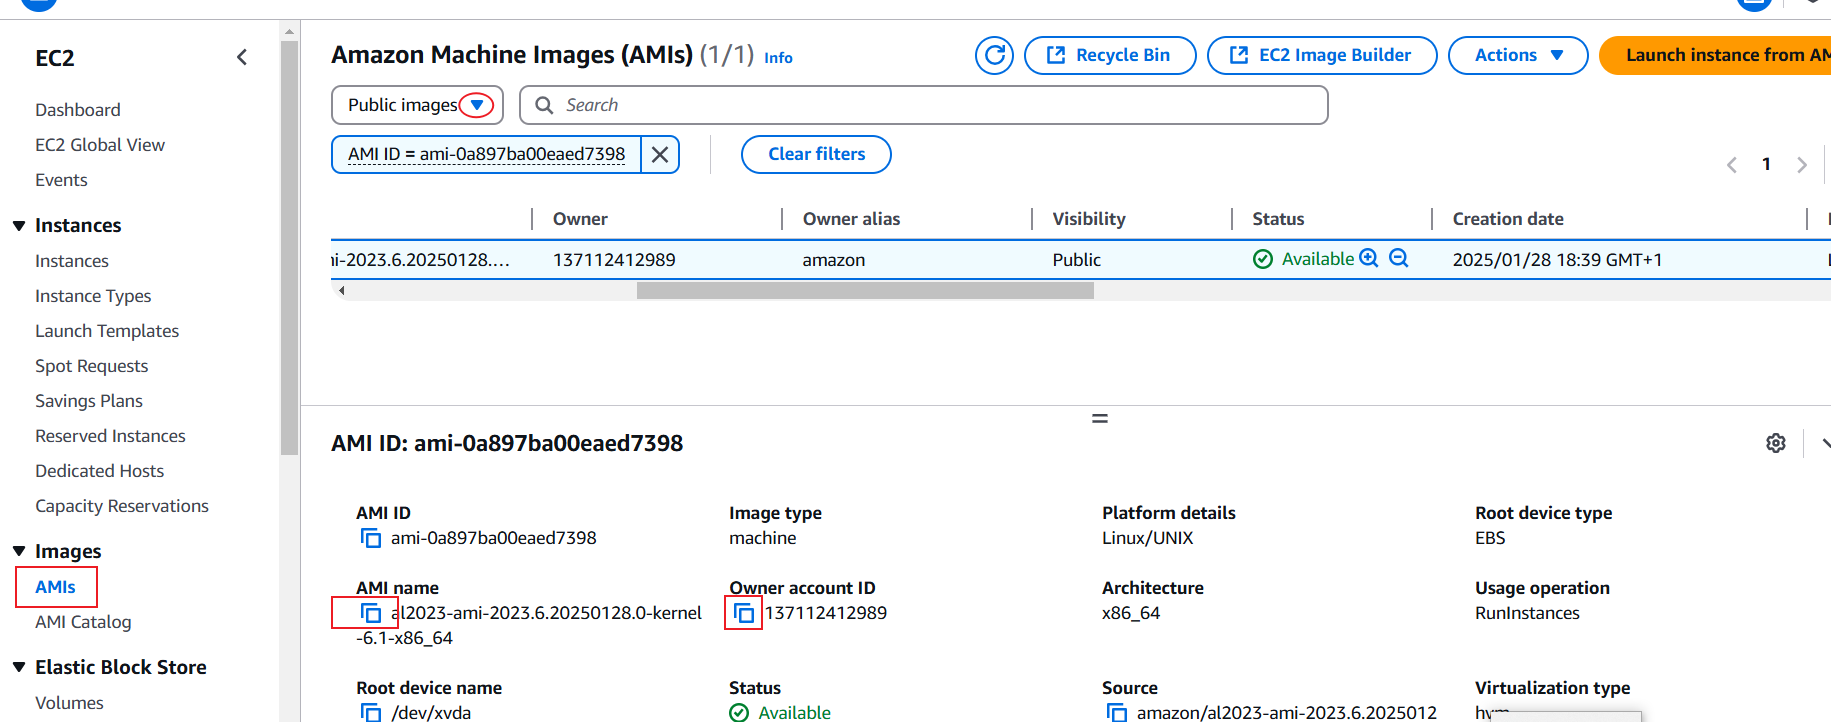 EC2
Dashboard
EC2 Global View
Events
Instances
Instances
Instance Types
Launch Templates
Spot Requests
Savings Plans
Reserved Instances
Dedicated Hosts
Capacity Reservations
Images
AMIs
AMI Catalog
Elastic Block Store
Volumes
Amazon Machine Images (AMIs) (1/1) Info
Recycle Bin
EC2 Image Builder
Actions
Launch instance from AM
Public images
Search
AMI ID = ami-0a897ba00eaed7398
Clear filters
1
Owner Owner alias Visibility Status Creation date
ni-2023.6.20250128.… 137112412989 amazon Public Available 2025/01/28 18:39 GMT+1
AMI ID: ami-0a897ba00eaed7398
AMI ID Image type Platform details Root device type
ami-0a897ba00eaed7398 machine Linux/UNIX EBS
AMI name Owner account ID Architecture Usage operation
al2023-ami-2023.6.20250128.0-kernel 137112412989 x86_64 RunInstances
-6.1-x86_64
Root device name Status Source Virtualization type
/dev/xvda Available amazon/al2023-ami-2023.6.2025012 hvm